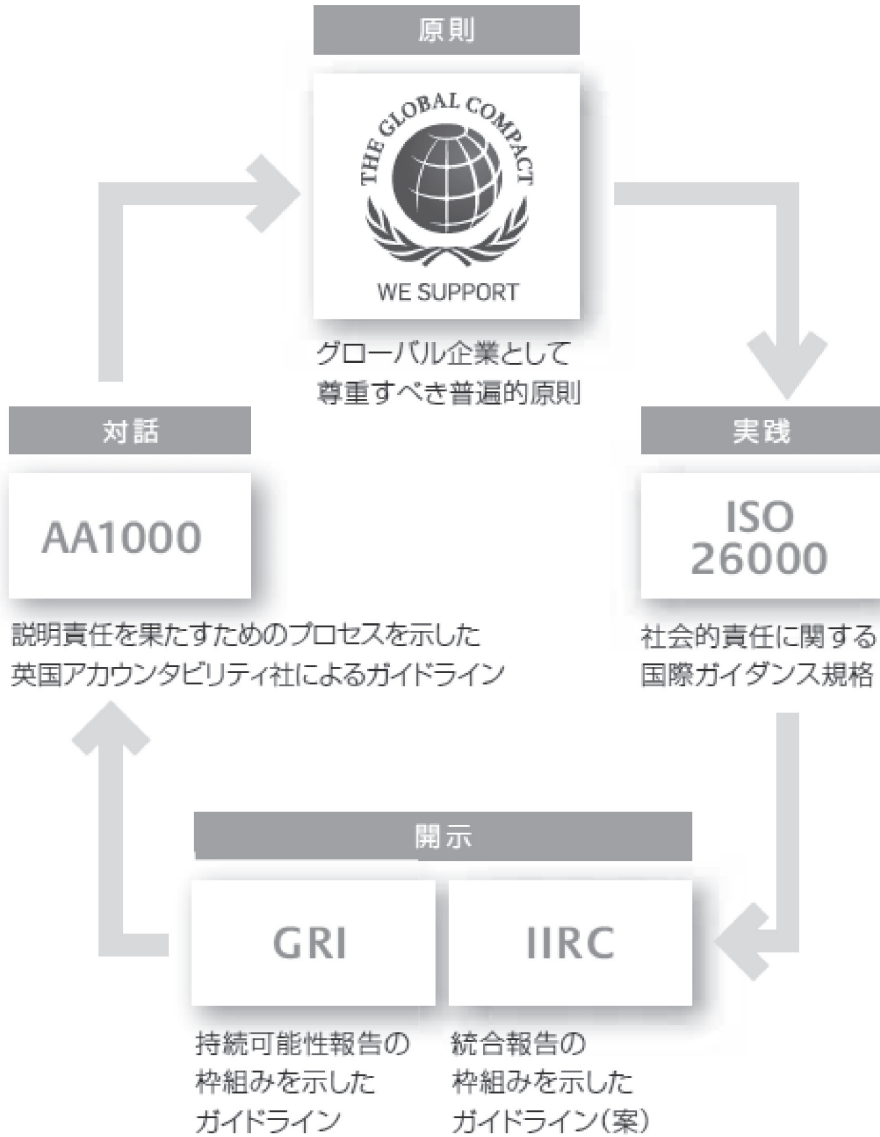 原則
THE GLOBAL COMPACT
WE SUPPORT
グローバル企業として
尊重すべき普遍的原則
対話
AA1000
説明責任を果たすためのプロセスを示した
英国アカウンタビリティ社によるガイドライン
実践
ISO
26000
社会的責任に関する
国際ガイダンス規格
開示
GRI
持続可能性報告の
枠組みを示した
ガイドライン
IIRC
統合報告の
枠組みを示した
ガイドライン(案)